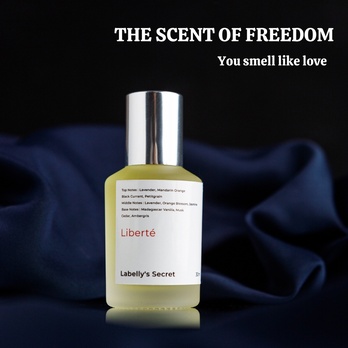 THE SCENT OF FREEDOM
You smell like love
Top Notes : Lavender, Mandarin Orange
Black Currant, Petitgrain
Middle Notes : Lavender, Orange Blossom,
Base Notes : Madagascar Vanilla, Musk
Cedar, Ambergris
Liberté
Labelly's Secret